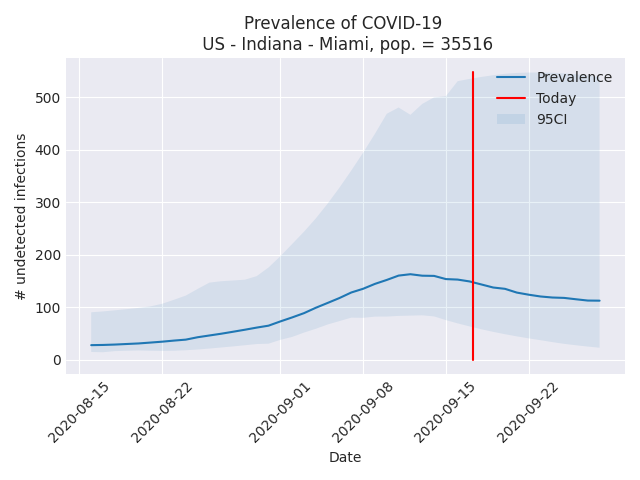 Prevalence of COVID-19
US - Indiana - Miami, pop. = 35516
Prevalence
Today
95CI
# undetected infections
500
400
300
200
100
0
2020-08-15
2020-08-22
2020-09-01
2020-09-08
2020-09-15
2020-09-22
Date